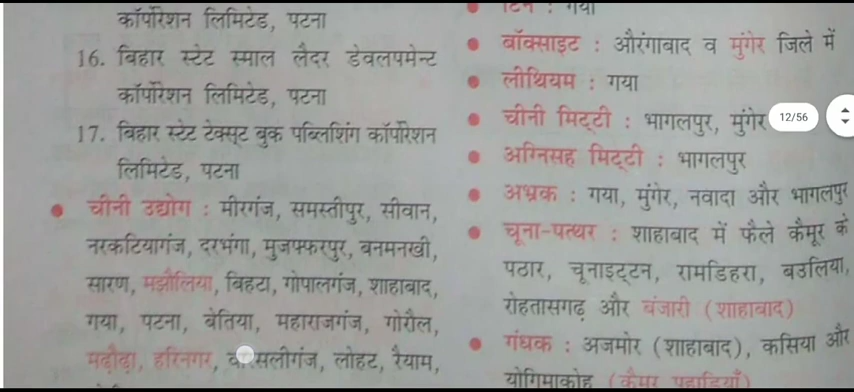 कॉर्पोरेशन लिमिटेड, पटना
16. बिहार स्टेट स्माल लैदर डेवलपमेन्ट
कॉर्पोरेशन लिमिटेड, पटना
17. बिहार स्टेट टेक्सट बुक पब्लिशिंग कॉर्पोरेशन
लिमिटेड, पटना
चीनी उद्योग : मीरगंज, समस्तीपुर, सीवान,
नरकटियागंज, दरभंगा, मुजफ्फरपुर, बनमनखी,
सारण, मझौलिया, बिहटा, गोपालगंज, शाहाबाद,
गया, पटना, बेतिया, महाराजगंज, गोरौल,
मढ़ौढ़ा, हरिनगर, लोहट, रैयाम,
टिन : गया
बॉक्साइट : औरंगाबाद व मुंगेर जिले में
लीथियम : गया
चीनी मिट्टी : भागलपुर, मुंगेर
12/56
अग्निसह मिट्टी : भागलपुर
अभ्रक : गया, मुंगेर, नवादा और भागलपुर
चूना-पत्थर : शाहाबाद में फैले कैमूर के
पठार, चूनाइट्टन, रामडिहरा, बउलिया,
रोहतासगढ़ और बंजारी (शाहाबाद)
गंधक : अजमोर (शाहाबाद), कसिया और
योगिमाकोह (कैमूर पहाड़ियाँ)